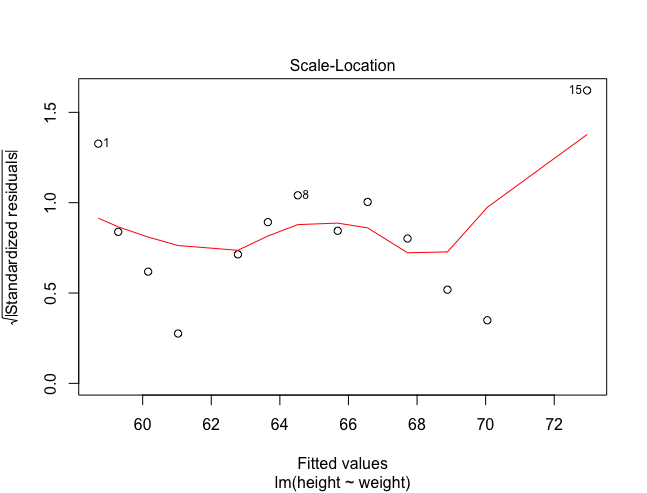 Scale-Location
√|Standardized residuals|
1.5
1.0
0.5
0.0
1
8
15
60 62 64 66 68 70 72
Fitted values
lm(height ~ weight)